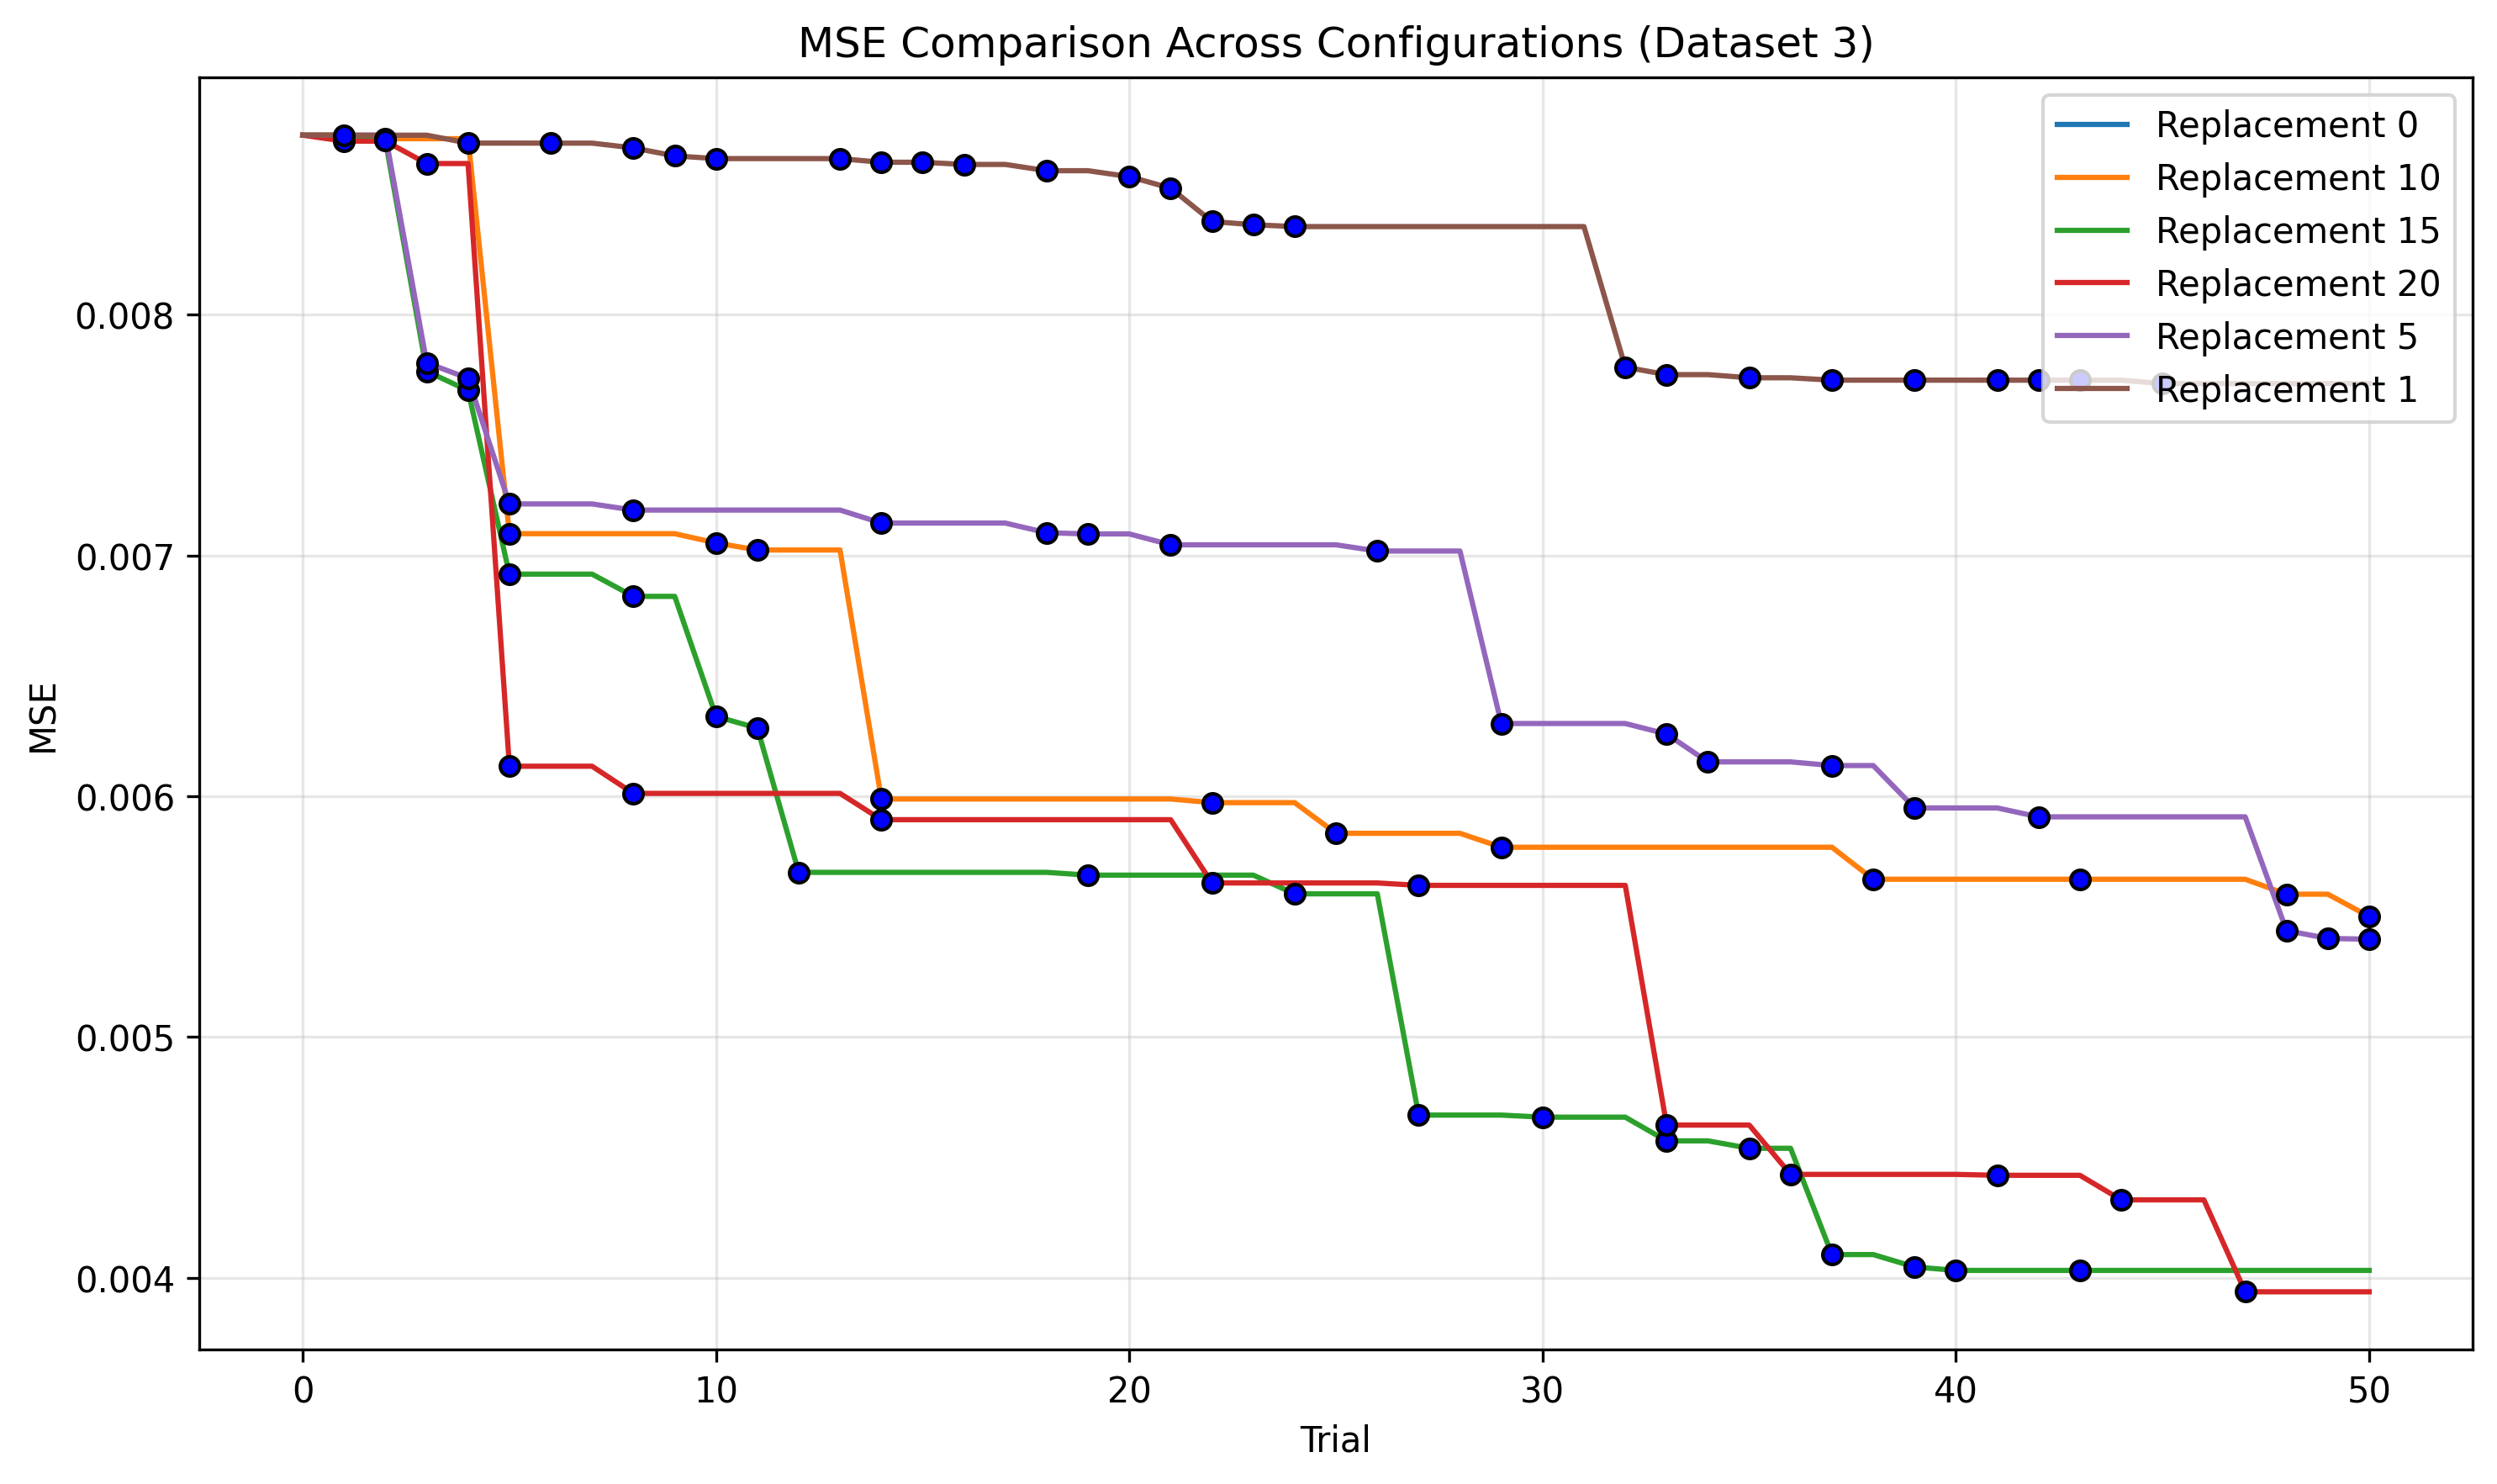 MSE Comparison Across Configurations (Dataset 3)
Replacement 0
Replacement 10
Replacement 15
Replacement 20
Replacement 5
Replacement 1
0.008
0.007
0.006
0.005
0.004
MSE
0 10 20 30 40 50
Trial